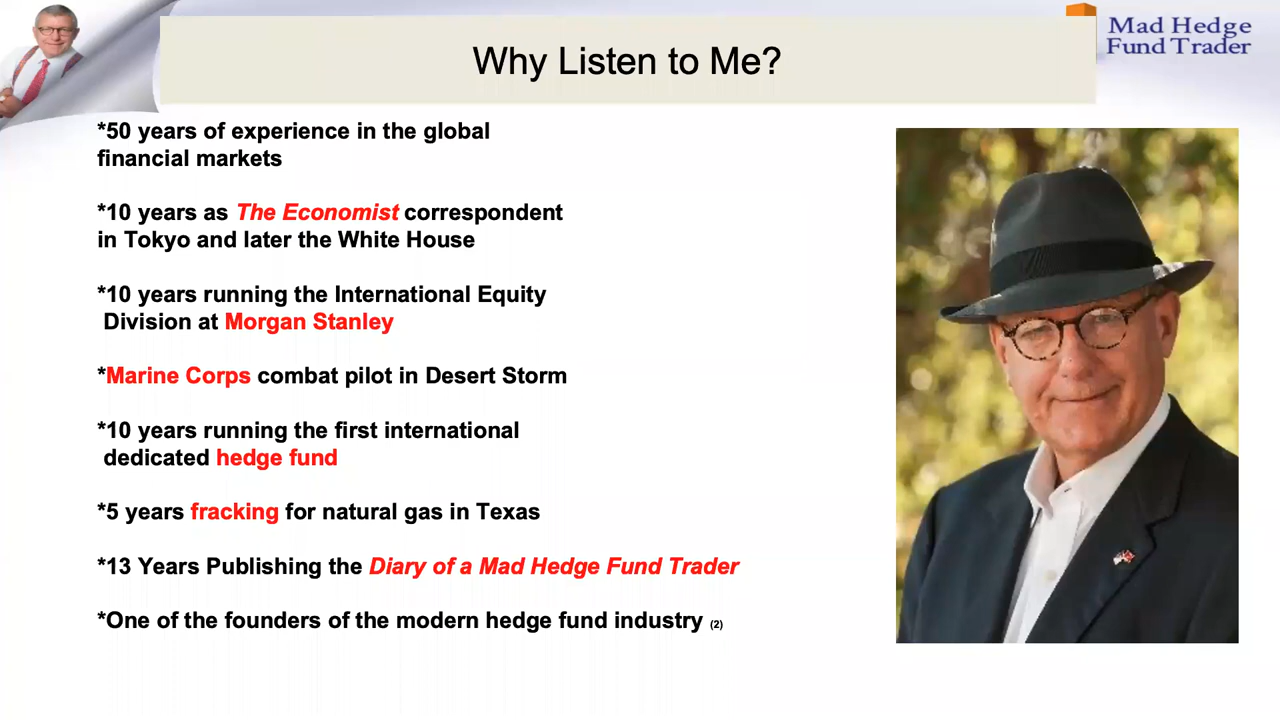 Why Listen to Me?
Mad Hedge
Fund Trader
*50 years of experience in the global
financial markets
*10 years as The Economist correspondent
in Tokyo and later the White House
*10 years running the International Equity
Division at Morgan Stanley
*Marine Corps combat pilot in Desert Storm
*10 years running the first international
dedicated hedge fund
*5 years fracking for natural gas in Texas
*13 Years Publishing the Diary of a Mad Hedge Fund Trader
*One of the founders of the modern hedge fund industry (2)